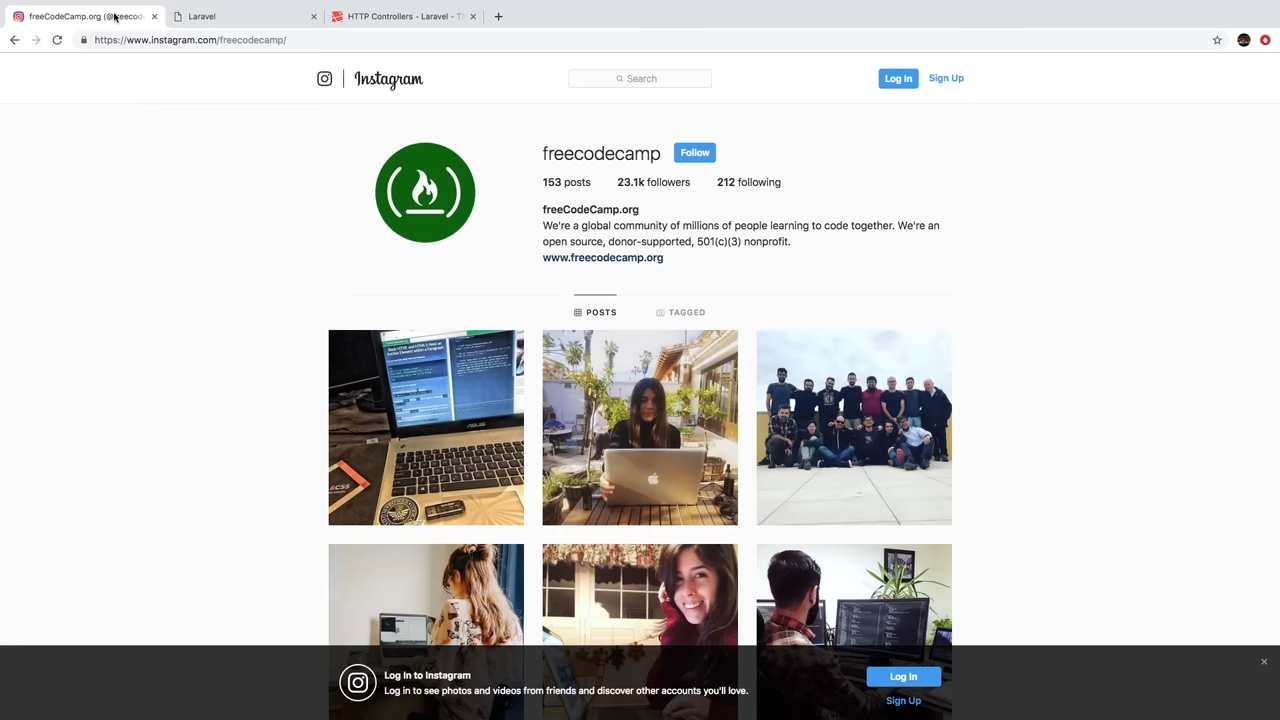 freeCodeCamp.org (@freecod
Laravel
HTTP Controllers - Laravel - T
https://www.instagram.com/freecodecamp/
Instagram
Search
Log In
Sign Up
freecodecamp
Follow
153 posts
23.1k followers
212 following
freeCodeCamp.org
We're a global community of millions of people learning to code together. We're an
open source, donor-supported, 501(c)(3) nonprofit.
www.freecodecamp.org
POSTS
TAGGED
ASUS
Log In to Instagram
Log in to see photos and videos from friends and discover other accounts you'll love.
Log In
Sign Up